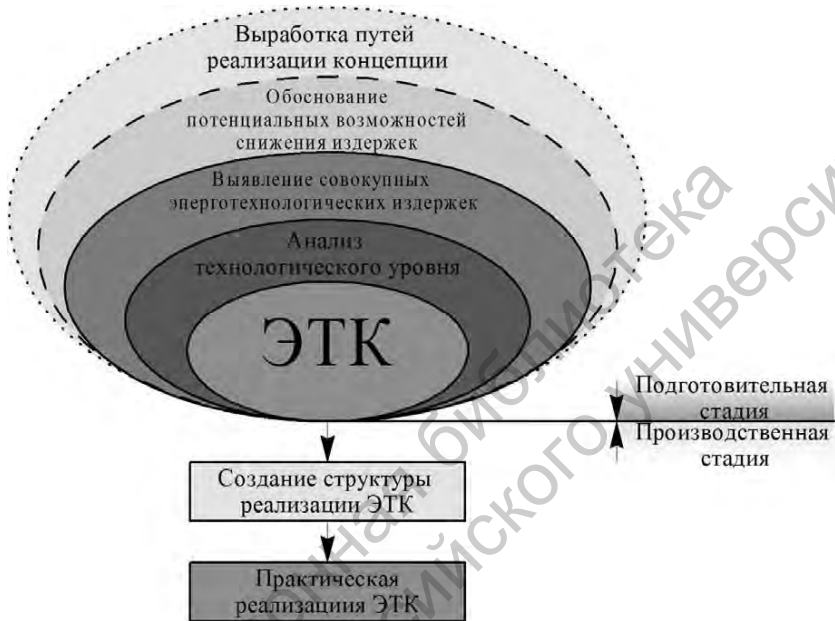 Выработка путей
реализации концепции
Обоснование
потенциальных возможностей
снижения издержек
Выявление совокупных
энерготехнологических издержек
Анализ
технологического уровня
ЭТК
Подготовительная
стадия
Производственная
стадия
Создание структуры
реализации ЭТК
Практическая
реализациия ЭТК
библиотека